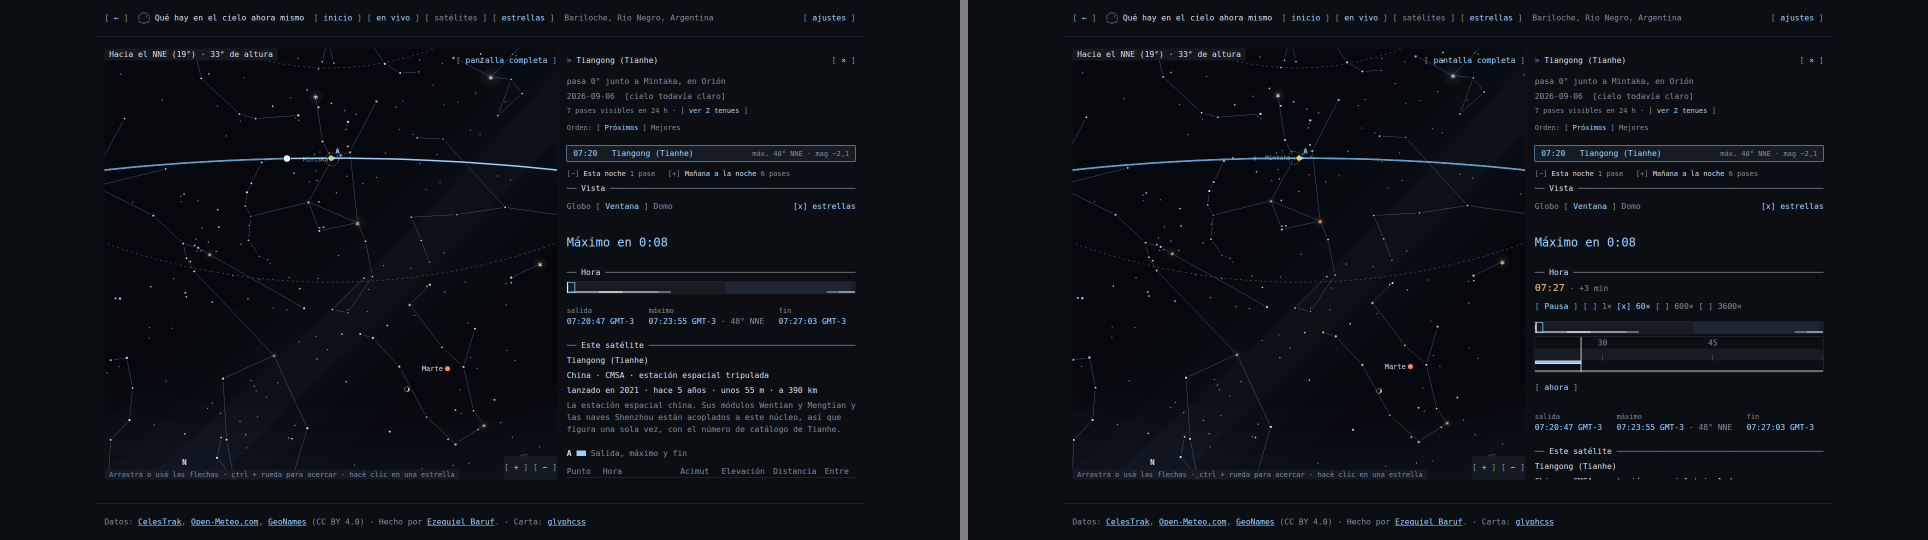 [ ← ] Qué hay en el cielo ahora mismo [ inicio ] [ en vivo ] [ satélites ] [ estrellas ] Bariloche, Río Negro, Argentina [ ajustes ]
Hacia el NNE (19°) · 33° de altura
[ pantalla completa ]
Mintaka
A
Marte
N
Arrastrá o usá las flechas · ctrl + rueda para acercar · hacé clic en una estrella
[ + ] [ − ]
> Tiangong (Tianhe) [ × ]
pasa 0° junto a Mintaka, en Orión
2026-09-06 [cielo todavía claro]
7 pases visibles en 24 h · [ ver 2 tenues ]
Orden: [ Próximos ] Mejores
07:20 Tiangong (Tianhe) máx. 48° NNE · mag ~2,1
[−] Esta noche 1 pase [+] Mañana a la noche 6 pases
Vista
Globo [ Ventana ] Domo [x] estrellas
Máximo en 0:08
Hora
salida máximo fin
07:20:47 GMT-3 07:23:55 GMT-3 · 48° NNE 07:27:03 GMT-3
Este satélite
Tiangong (Tianhe)
China · CMSA · estación espacial tripulada
lanzado en 2021 · hace 5 años · unos 55 m · a 390 km
La estación espacial china. Sus módulos Wentian y Mengtian y
las naves Shenzhou están acoplados a este núcleo, así que
figura una sola vez, con el número de catálogo de Tianhe.
A Salida, máximo y fin
Punto Hora Acimut Elevación Distancia Entre
Datos: CelesTrak, Open-Meteo.com, GeoNames (CC BY 4.0) · Hecho por Ezequiel Baruf. · Carta: glyphcss
[ ← ] Qué hay en el cielo ahora mismo [ inicio ] [ en vivo ] [ satélites ] [ estrellas ] Bariloche, Río Negro, Argentina [ ajustes ]
Hacia el NNE (19°) · 33° de altura
[ pantalla completa ]
Mintaka
A
Marte
N
Arrastrá o usá las flechas · ctrl + rueda para acercar · hacé clic en una estrella
[ + ] [ − ]
> Tiangong (Tianhe) [ × ]
pasa 0° junto a Mintaka, en Orión
2026-09-06 [cielo todavía claro]
7 pases visibles en 24 h · [ ver 2 tenues ]
Orden: [ Próximos ] Mejores
07:20 Tiangong (Tianhe) máx. 48° NNE · mag ~2,1
[−] Esta noche 1 pase [+] Mañana a la noche 6 pases
Vista
Globo [ Ventana ] Domo [x] estrellas
Máximo en 0:08
Hora
07:27 · +3 min
[ Pausa ] [ ] 1× [x] 60× [ ] 600× [ ] 3600×
30 45
[ ahora ]
salida máximo fin
07:20:47 GMT-3 07:23:55 GMT-3 · 48° NNE 07:27:03 GMT-3
Este satélite
Tiangong (Tianhe)
Datos: CelesTrak, Open-Meteo.com, GeoNames (CC BY 4.0) · Hecho por Ezequiel Baruf. · Carta: glyphcss